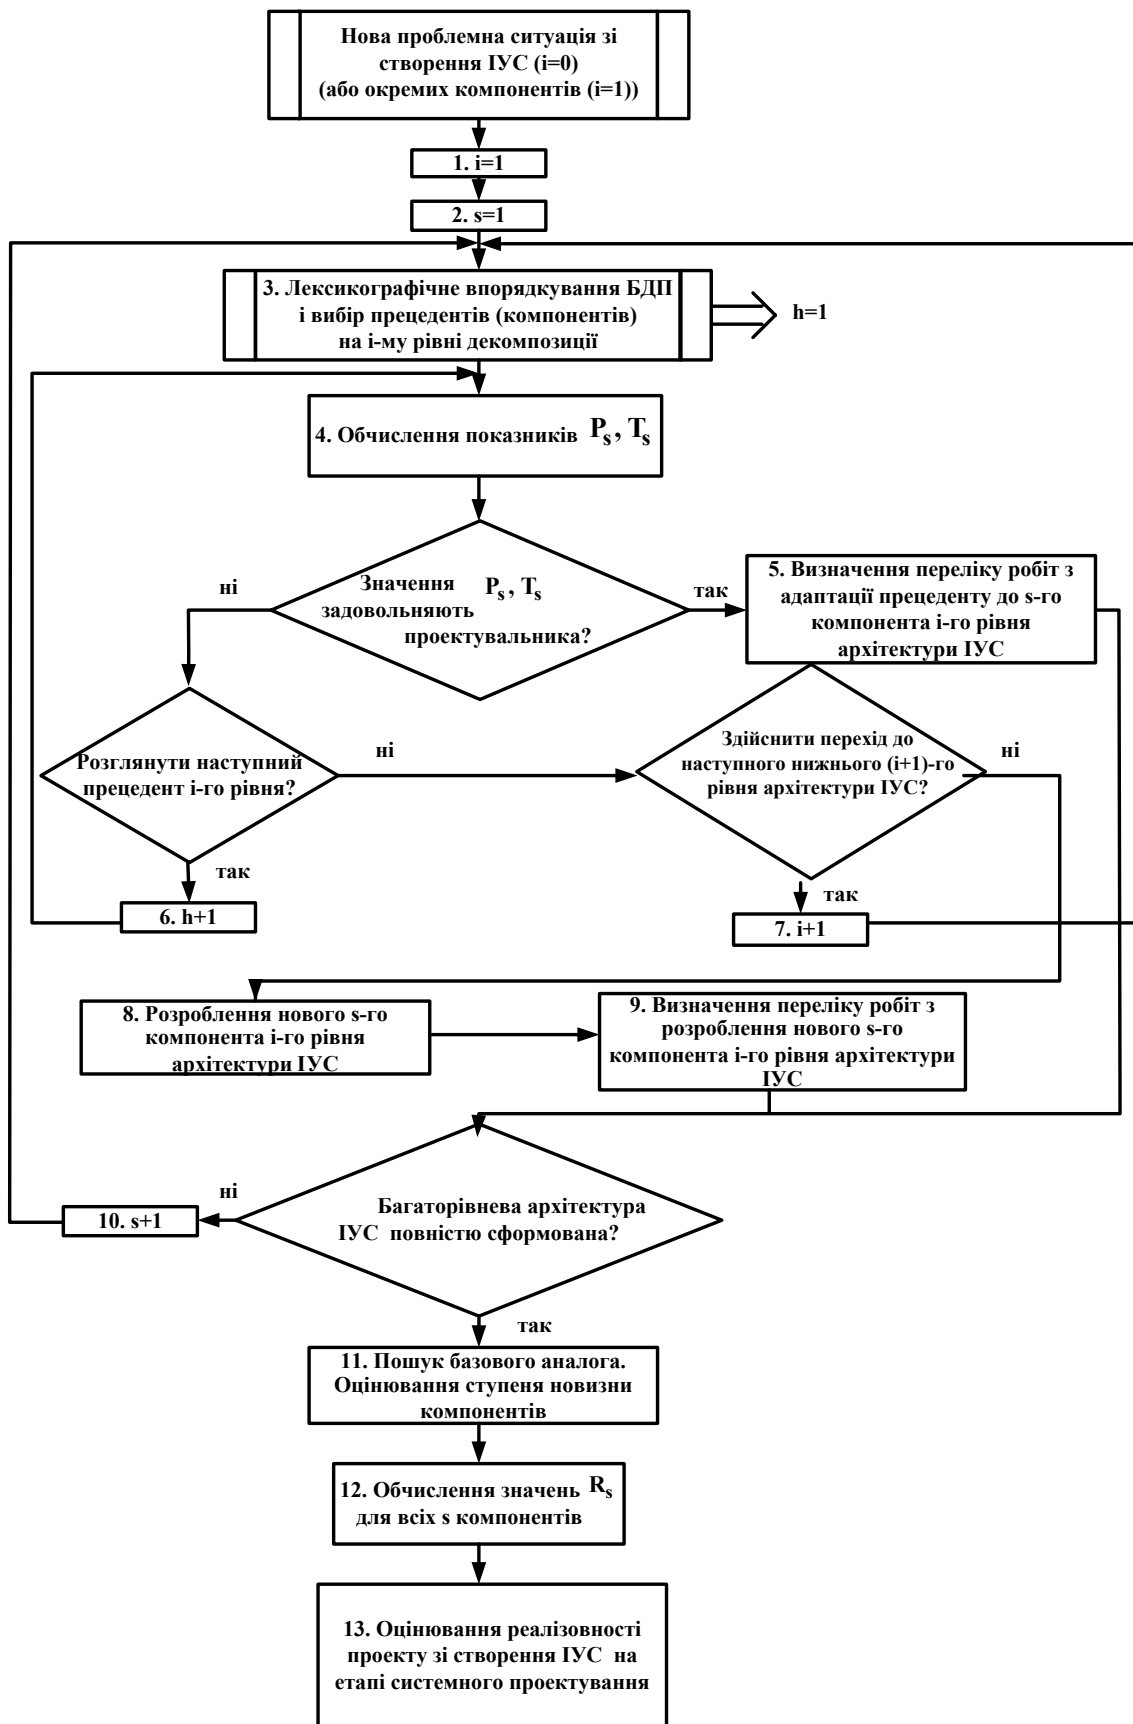 Нова проблемна ситуація зі
створення ІУС (i=0)
(або окремих компонентів (i=1))
1. i=1
2. s=1
3. Лексикографічне впорядкування БДП
і вибір прецедентів (компонентів)
на i-му рівні декомпозиції
h=1
4. Обчислення показників Ps, Ts
Значення Ps, Ts
задовольняють
проектувальника?
ні
так
5. Визначення переліку робіт з
адаптації прецеденту до s-го
компонента i-го рівня
архітектури ІУС
Розглянути наступний
прецедент i-го рівня?
ні
так
Здійснити перехід до
наступного нижнього (i+1)-го
рівня архітектури ІУС?
ні
так
6. h+1
7. i+1
8. Розроблення нового s-го
компонента i-го рівня
архітектури ІУС
9. Визначення переліку робіт з
розроблення нового s-го
компонента i-го рівня архітектури
ІУС
Багаторівнева архітектура
ІУС повністю сформована?
ні
10. s+1
так
11. Пошук базового аналога.
Оцінювання ступеня новизни
компонентів
12. Обчислення значень Rs
для всіх s компонентів
13. Оцінювання реалізовності
проекту зі створення ІУС на
етапі системного проектування